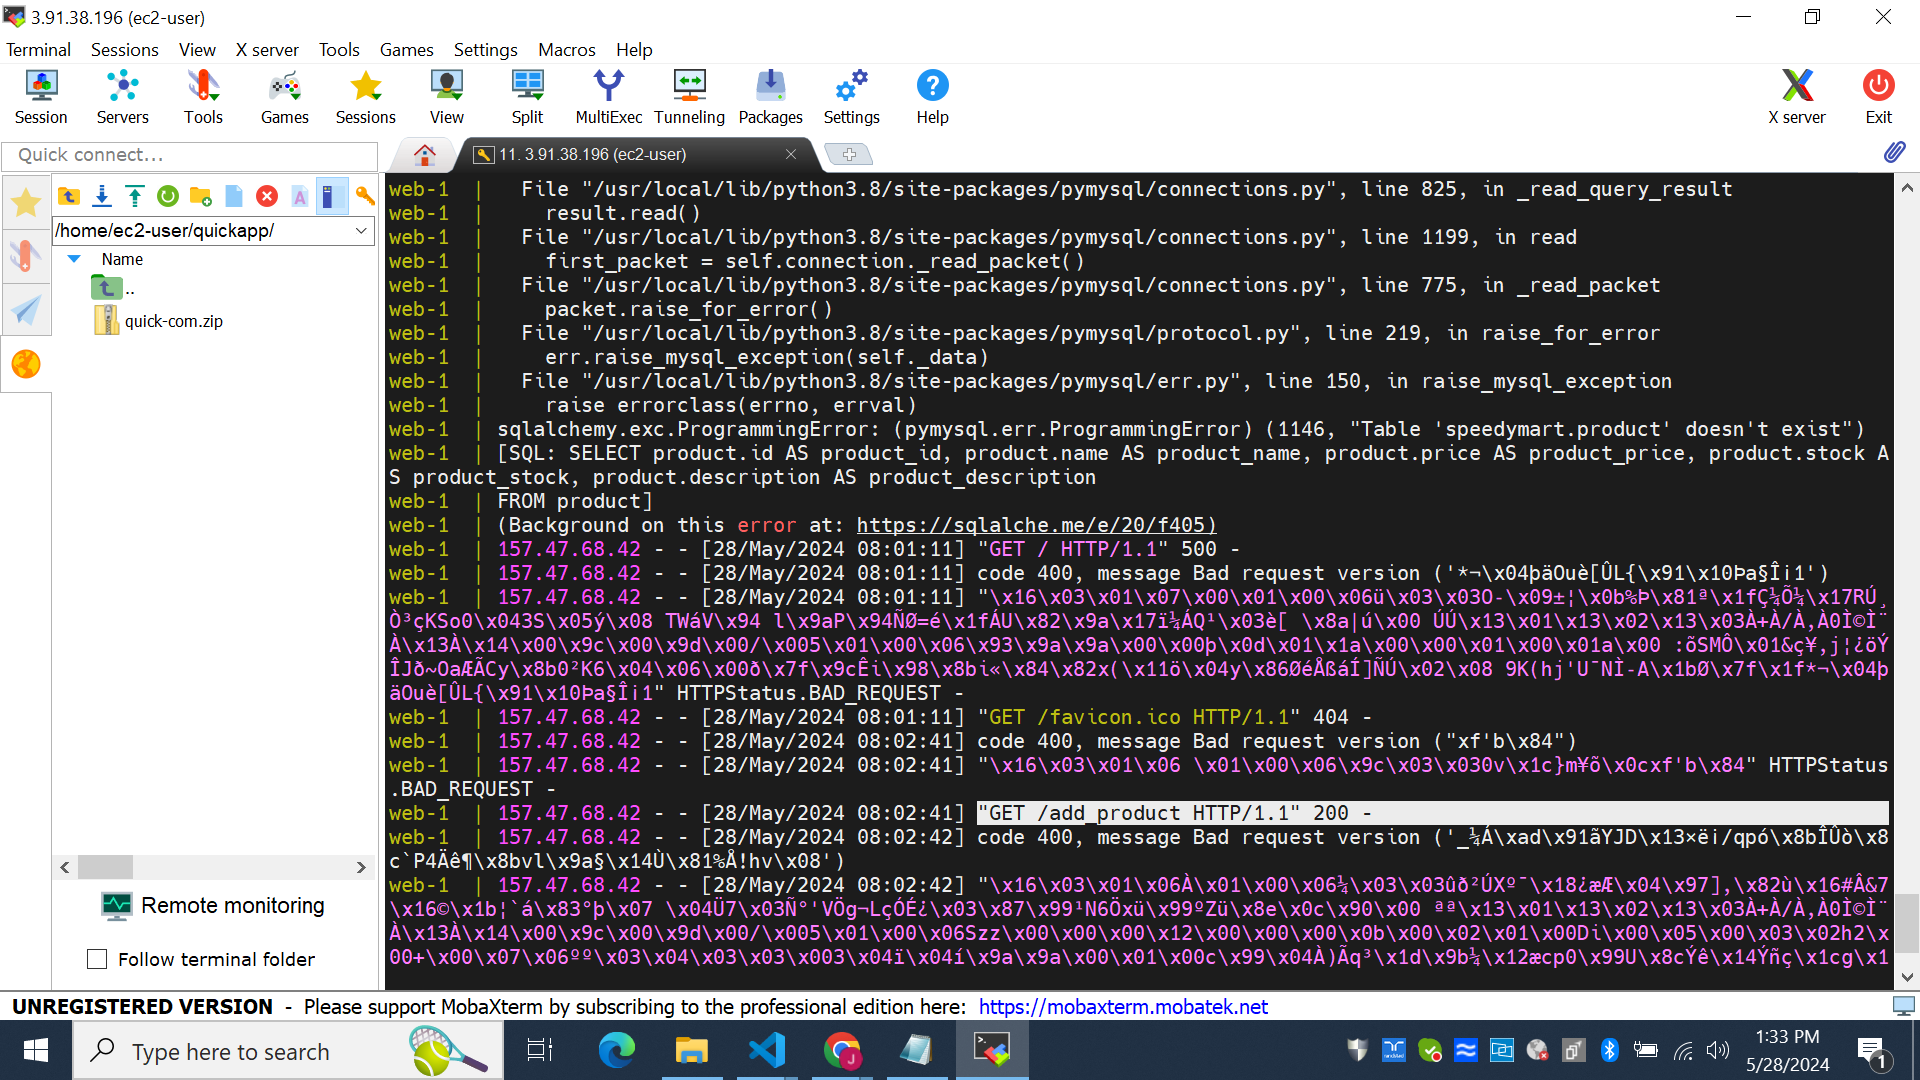 3.91.38.196 (ec2-user)
Terminal Sessions View X server Tools Games Settings Macros Help
Session Servers Tools Games Sessions View Split MultiExec Tunneling Packages Settings Help X server Exit
Quick connect...
11. 3.91.38.196 (ec2-user)
/home/ec2-user/quickapp/
Name
..
quick-com.zip
web-1 | File "/usr/local/lib/python3.8/site-packages/pymysql/connections.py", line 825, in _read_query_result
web-1 | result.read()
web-1 | File "/usr/local/lib/python3.8/site-packages/pymysql/connections.py", line 1199, in read
web-1 | first_packet = self.connection._read_packet()
web-1 | File "/usr/local/lib/python3.8/site-packages/pymysql/connections.py", line 775, in _read_packet
web-1 | packet.raise_for_error()
web-1 | File "/usr/local/lib/python3.8/site-packages/pymysql/protocol.py", line 219, in raise_for_error
web-1 | err.raise_mysql_exception(self._data)
web-1 | File "/usr/local/lib/python3.8/site-packages/pymysql/err.py", line 150, in raise_mysql_exception
web-1 | raise errorclass(errno, errval)
web-1 | sqlalchemy.exc.ProgrammingError: (pymysql.err.ProgrammingError) (1146, "Table 'speedymart.product' doesn't exist")
web-1 | [SQL: SELECT product.id AS product_id, product.name AS product_name, product.price AS product_price, product.stock A
S product_stock, product.description AS product_description
web-1 | FROM product]
web-1 | (Background on this error at: https://sqlalche.me/e/20/f405)
web-1 | 157.47.68.42 - - [28/May/2024 08:01:11] "GET / HTTP/1.1" 500 -
web-1 | 157.47.68.42 - - [28/May/2024 08:01:11] code 400, message Bad request version ('*¬\x04þäOuè[ÛL{\x91\x10Þa§Î¡1')
web-1 | 157.47.68.42 - - [28/May/2024 08:01:11] "\x16\x03\x01\x07\x00\x01\x00\x06ü\x03\x03O-\x09±¦\x0b%Þ\x81ª\x1fÇ¼Õ¼\x17RÚ¸
Ò³çKSo0\x043S\x05ý\x08 TWáV\x94 l\x9aP\x94ÑØ=é\x1fÁU\x82\x9a\x17ï¼ÁQ¹\x03è[ \x8a|ú\x00 ÚÚ\x13\x01\x13\x02\x13\x03À+À/À,À0Ì©Ì¨
À\x13À\x14\x00\x9c\x00\x9d\x00/\x005\x01\x00\x06\x93\x9a\x9a\x00\x00þ\x0d\x01\x1a\x00\x00\x01\x00\x01a\x00 :õSMÔ\x01&ç¥,j¦¿öÝ
ÎJð~OaÆÃCy\x8b0²K6\x04\x06\x00ð\x7f\x9cÊi\x98\x8bi«\x84\x82x(\x11ö\x04y\x86ØéÅßáÍ]ÑÚ\x02\x08 9K(hj'U¯NÌ-A\x1bØ\x7f\x1f*¬\x04þ
äOuè[ÛL{\x91\x10Þa§Î¡1" HTTPStatus.BAD_REQUEST -
web-1 | 157.47.68.42 - - [28/May/2024 08:01:11] "GET /favicon.ico HTTP/1.1" 404 -
web-1 | 157.47.68.42 - - [28/May/2024 08:02:41] code 400, message Bad request version ("xf'b\x84")
web-1 | 157.47.68.42 - - [28/May/2024 08:02:41] "\x16\x03\x01\x06 \x01\x00\x06\x9c\x03\x030v\x1c}m¥õ\x0cxf'b\x84" HTTPStatus
.BAD_REQUEST -
web-1 | 157.47.68.42 - - [28/May/2024 08:02:41] "GET /add_product HTTP/1.1" 200 -
web-1 | 157.47.68.42 - - [28/May/2024 08:02:42] code 400, message Bad request version ('_¼Á\xad\x91ãYJD\x13×ë¡/qpó\x8bÎÛò\x8
c`P4Äê¶\x8bvl\x9a§\x14Ù\x81%Å!hv\x08')
web-1 | 157.47.68.42 - - [28/May/2024 08:02:42] "\x16\x03\x01\x06À\x01\x00\x06¼\x03\x03ûð²ÚXº¯\x18¿æÆ\x04\x97],\x82ù\x16#Â&7
\x16©\x1b¦`á\x83°þ\x07 \x04Ü7\x03Ñ°'VÖg¬LçÓÉ¿\x03\x87\x99¹N6Öxü\x99ºZü\x8e\x0c\x90\x00 ªª\x13\x01\x13\x02\x13\x03À+À/À,À0Ì©Ì¨
À\x13À\x14\x00\x9c\x00\x9d\x00/\x005\x01\x00\x06Szz\x00\x00\x00\x12\x00\x00\x00\x0b\x00\x02\x01\x00Di\x00\x05\x00\x03\x02h2\x
00+\x00\x07\x06ºº\x03\x04\x03\x03\x003\x04ï\x04í\x9a\x9a\x00\x01\x00c\x99\x04À)Ãq³\x1d\x9b¼\x12æcp0\x99U\x8cÝê\x14Ýñç\x1cg\x1
Remote monitoring
Follow terminal folder
UNREGISTERED VERSION - Please support MobaXterm by subscribing to the professional edition here: https://mobaxterm.mobatek.net
Type here to search
1:33 PM
5/28/2024
1